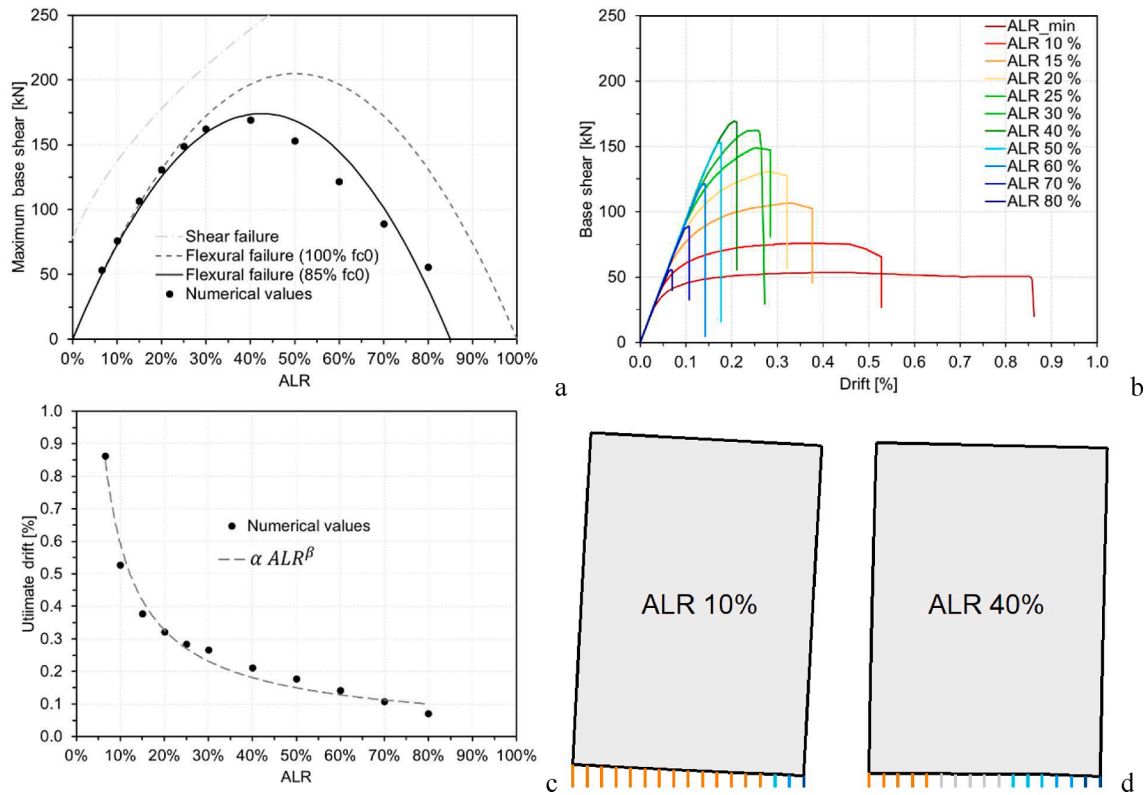 250
200
150
100
50
0
Maximum base shear [kN]
Shear failure
Flexural failure (100% fc0)
Flexural failure (85% fc0)
Numerical values
0% 10% 20% 30% 40% 50% 60% 70% 80% 90% 100%
ALR
a
250
200
150
100
50
0
Base shear [kN]
ALR_min
ALR 10 %
ALR 15 %
ALR 20 %
ALR 25 %
ALR 30 %
ALR 40 %
ALR 50 %
ALR 60 %
ALR 70 %
ALR 80 %
0.0 0.1 0.2 0.3 0.4 0.5 0.6 0.7 0.8 0.9 1.0
Drift [%]
b
1.0
0.9
0.8
0.7
0.6
0.5
0.4
0.3
0.2
0.1
0.0
Utiimate drift [%]
Numerical values
α ALR^β
0% 10% 20% 30% 40% 50% 60% 70% 80% 90% 100%
ALR
c
ALR 10%
ALR 40%
d